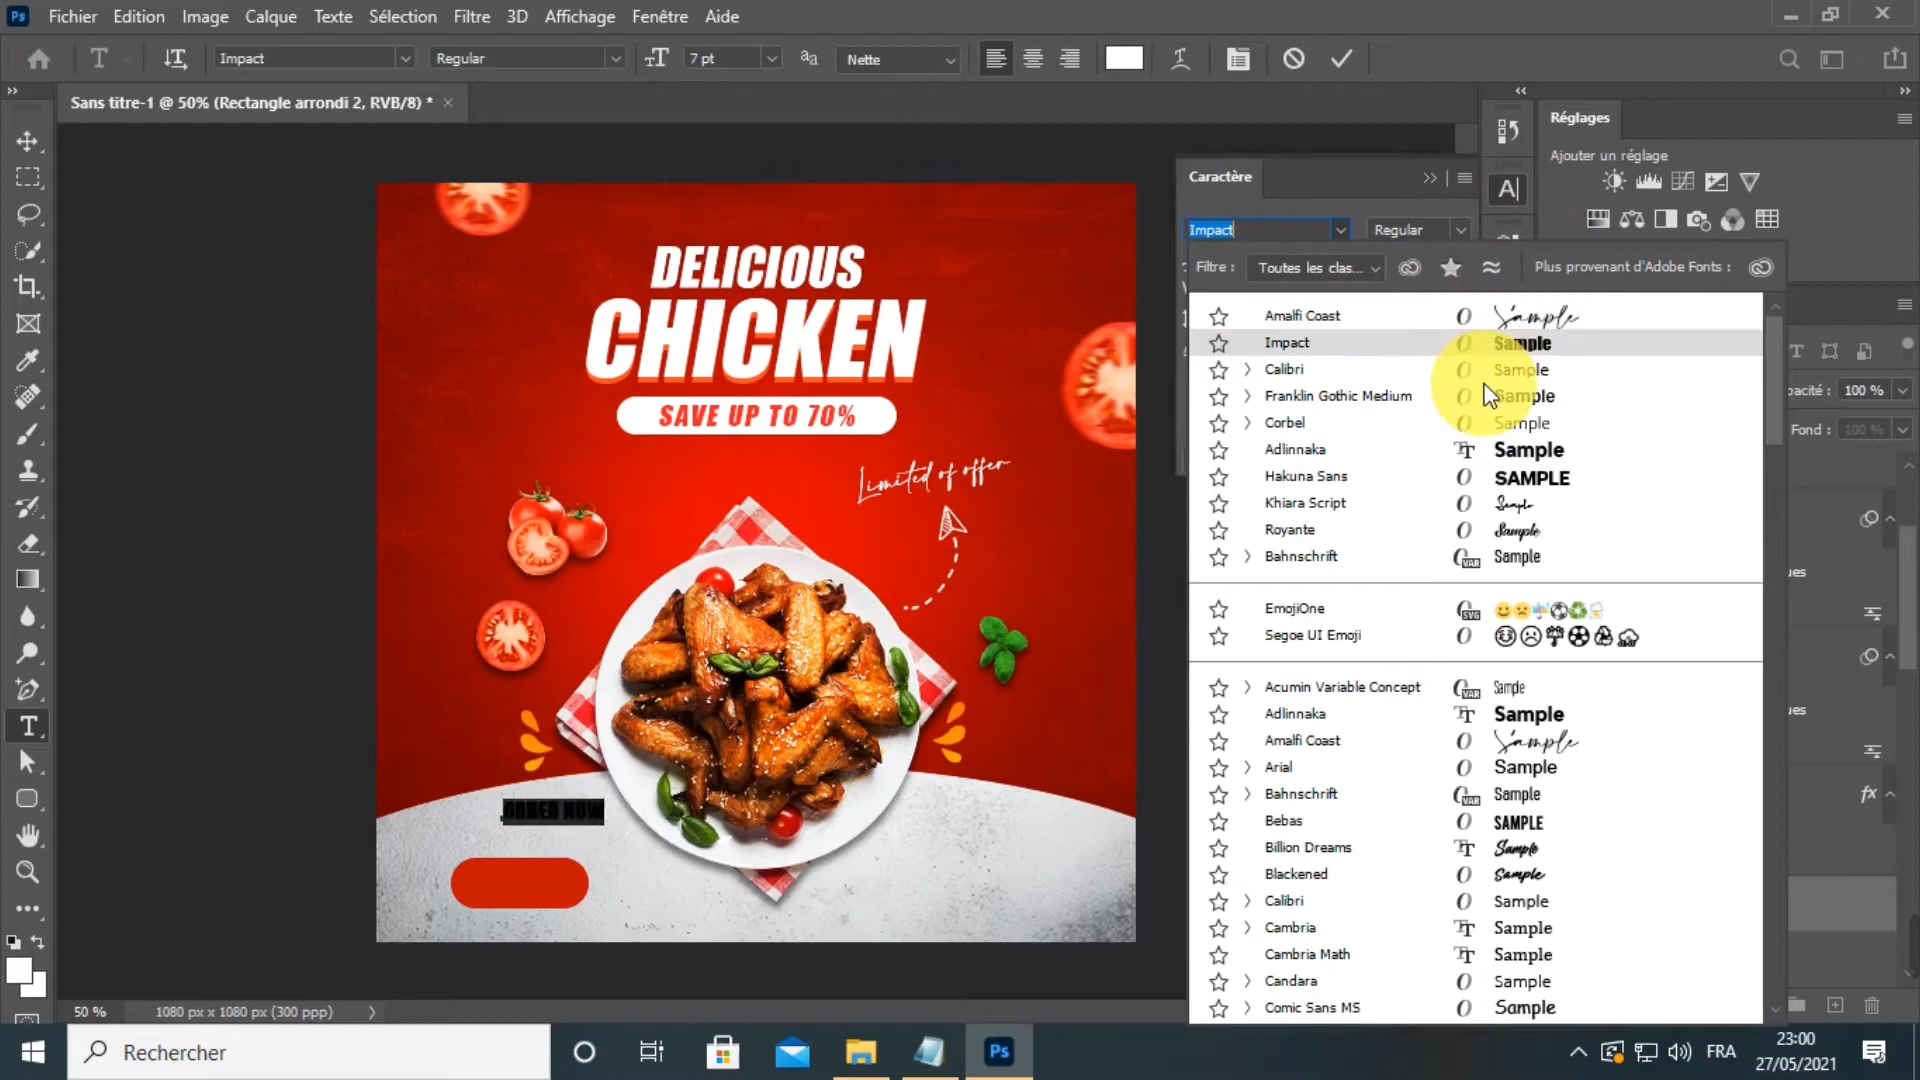 Ps Fichier Edition Image Calque Texte Sélection Filtre 3D Affichage Fenêtre Aide
T Impact Regular 7 pt Nette
Sans titre-1 @ 50% (Rectangle arrondi 2, RVB/8) *
Réglages
Ajouter un réglage
Caractère
Impact Regular
Filtre : Toutes les clas... Plus provenant d'Adobe Fonts :
Amalfi Coast Sample
Impact Sample
Calibri Sample
Franklin Gothic Medium Sample
Corbel Sample
Adlinnaka Sample
Hakuna Sans SAMPLE
Khiara Script Sample
Royante Sample
Bahnschrift Sample
EmojiOne
Segoe UI Emoji
Acumin Variable Concept Sample
Adlinnaka Sample
Amalfi Coast Sample
Arial Sample
Bahnschrift Sample
Bebas SAMPLE
Billion Dreams Sample
Blackened Sample
Calibri Sample
Cambria Sample
Cambria Math Sample
Candara Sample
Comic Sans MS Sample
100 %
Fond : 100 %
DELICIOUS
CHICKEN
SAVE UP TO 70%
Limited of offer
ORDER NOW
50 % 1080 px x 1080 px (300 ppp)
Rechercher
Ps
FRA
23:00
27/05/2021